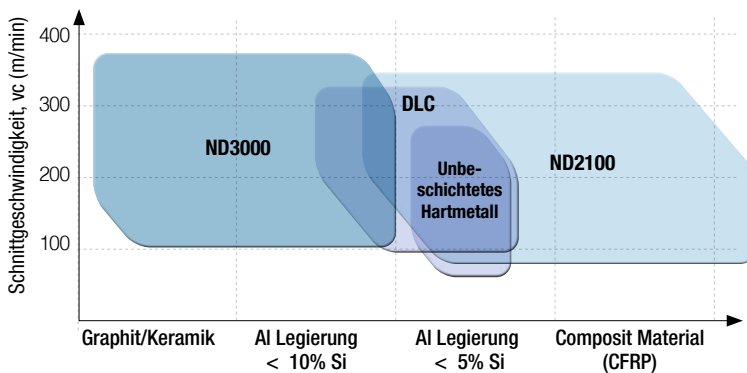 Schnittgeschwindigkeit, vc (m/min)
400
300
200
100
ND3000
DLC
Unbe-
schichtetes
Hartmetall
ND2100
Graphit/Keramik
Al Legierung
< 10% Si
Al Legierung
< 5% Si
Composit Material
(CFRP)